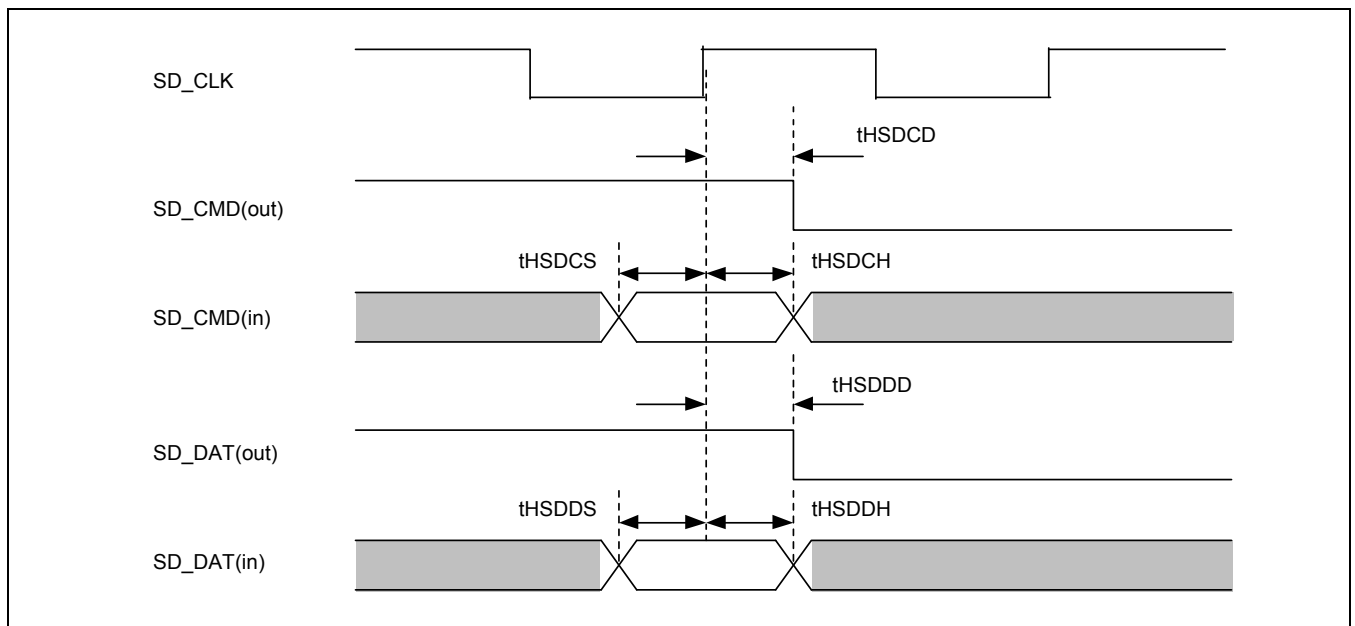 SD_CLK
tHSDCD
SD_CMD(out)
tHSDCS
tHSDCH
SD_CMD(in)
tHSDDD
SD_DAT(out)
tHSDDS
tHSDDH
SD_DAT(in)